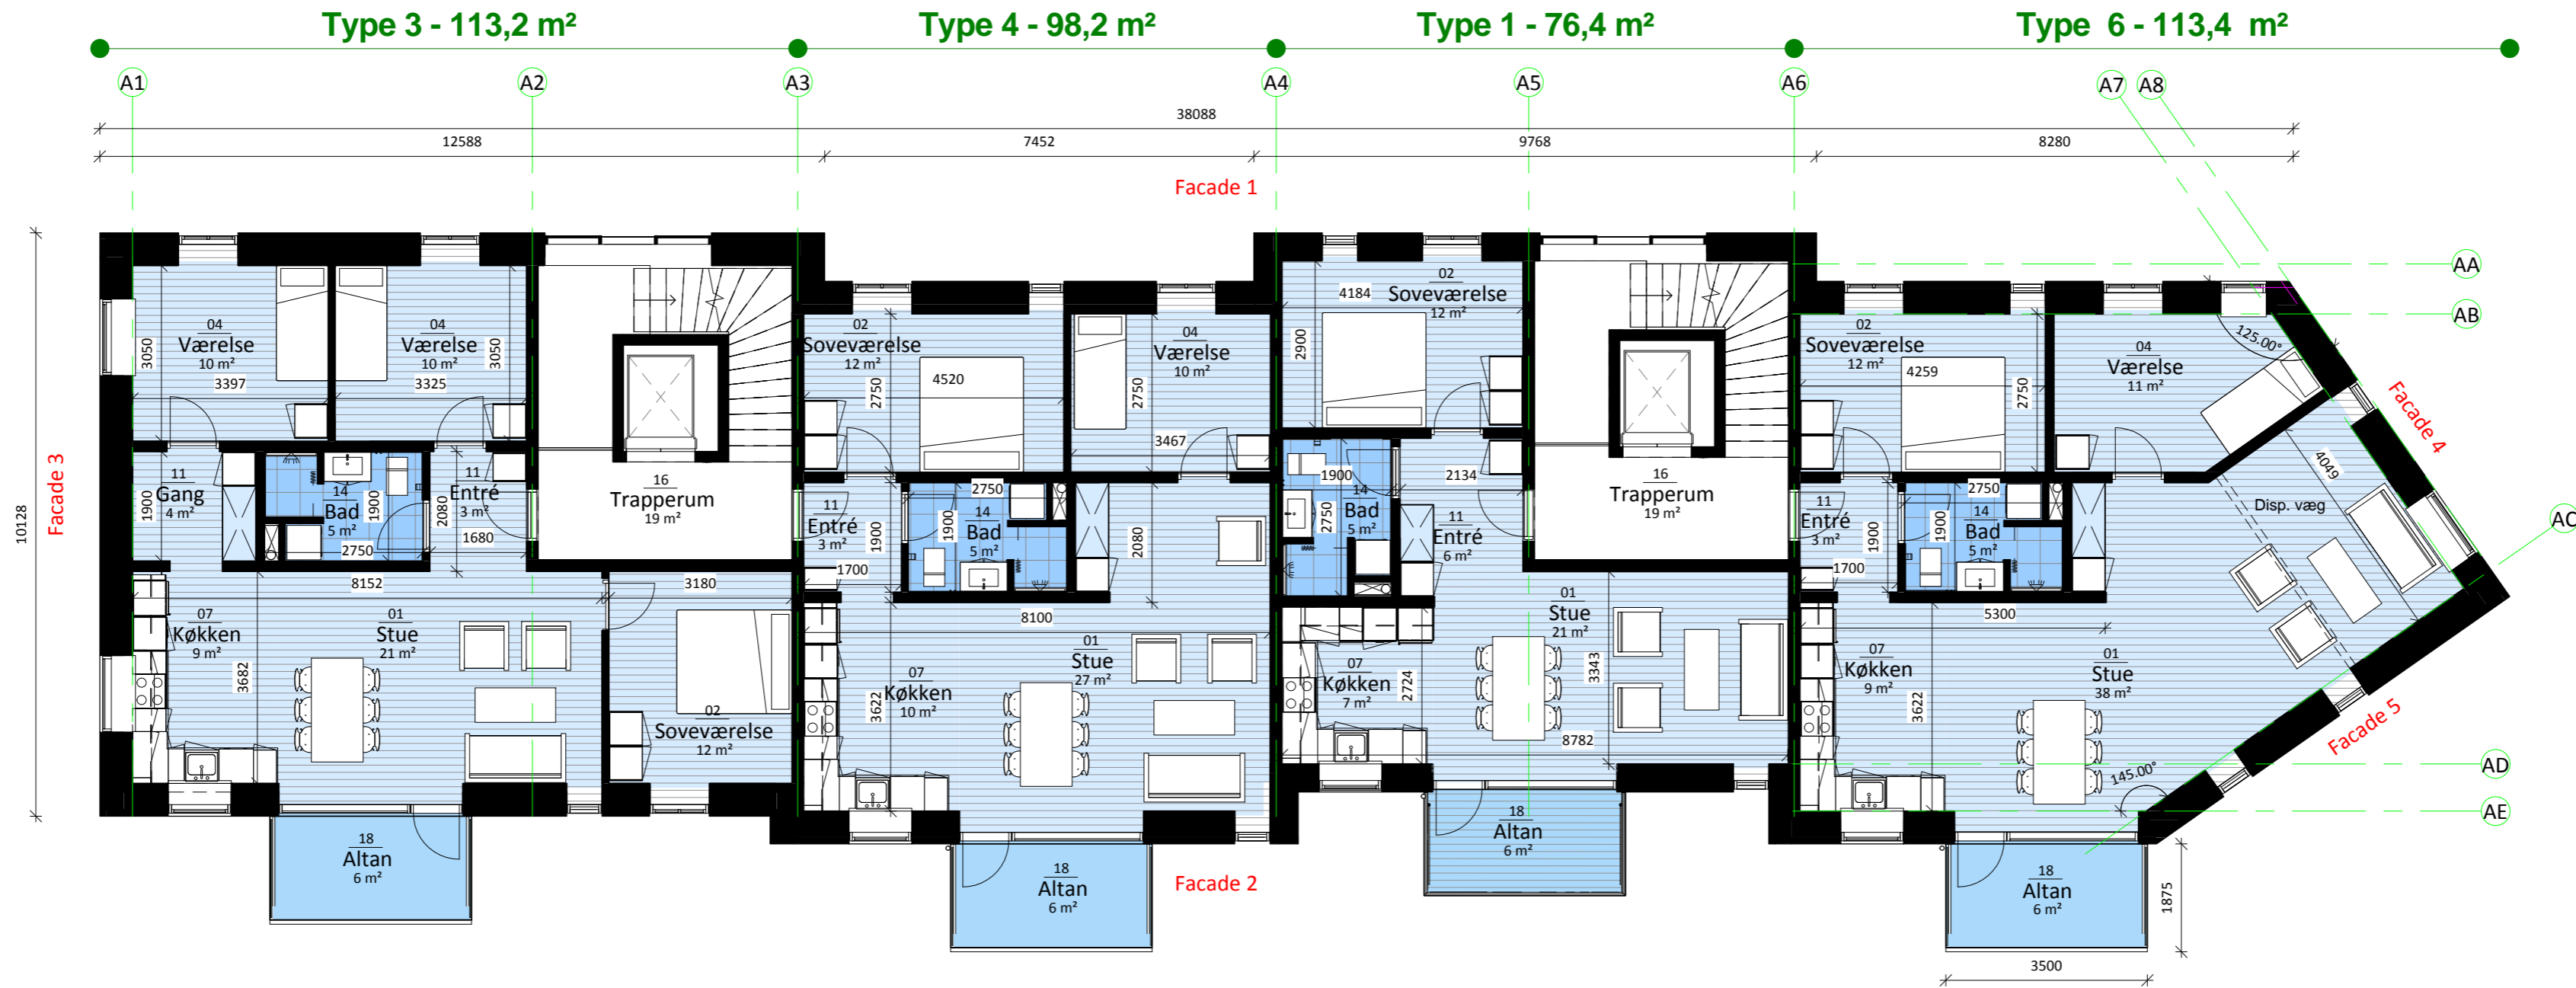 Type 3 - 113,2 m²
Type 4 - 98,2 m²
Type 1 - 76,4 m²
Type 6 - 113,4 m²
A1
A2
A3
A4
A5
A6
A7
A8
38088
12588
7452
9768
8280
Facade 1
AA
AB
AC
AD
AE
10128
Facade 3
04
Værelse
10 m²
3050
3397
04
Værelse
10 m²
3050
3325
11
Gang
4 m²
1900
14
Bad
5 m²
1900
2750
2080
11
Entré
3 m²
1680
16
Trapperum
19 m²
8152
07
Køkken
9 m²
3682
01
Stue
21 m²
3180
02
Soveværelse
12 m²
18
Altan
6 m²
02
Soveværelse
12 m²
2750
4520
04
Værelse
10 m²
2750
3467
11
Entré
3 m²
1900
1700
2750
14
Bad
5 m²
1900
2080
8100
07
Køkken
10 m²
3622
01
Stue
27 m²
18
Altan
6 m²
Facade 2
02
Soveværelse
12 m²
4184
2900
1900
14
Bad
5 m²
2750
2134
11
Entré
6 m²
16
Trapperum
19 m²
07
Køkken
7 m²
2724
01
Stue
21 m²
3343
8782
18
Altan
6 m²
02
Soveværelse
12 m²
4259
2750
04
Værelse
11 m²
125.00°
Facade 4
4049
Disp. væg
11
Entré
3 m²
1900
1700
2750
14
Bad
5 m²
1900
5300
07
Køkken
9 m²
3622
01
Stue
38 m²
Facade 5
145.00°
18
Altan
6 m²
1875
3500